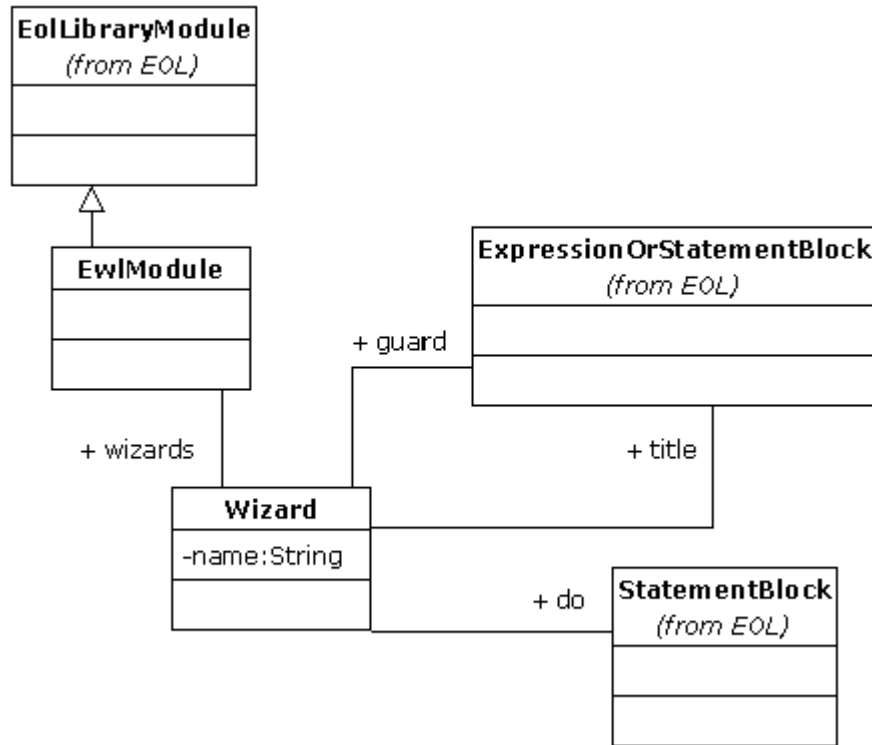 EolLibraryModule
(from EOL)
EwlModule
ExpressionOrStatementBlock
(from EOL)
+ guard
+ wizards
+ title
Wizard
-name:String
+ do
StatementBlock
(from EOL)